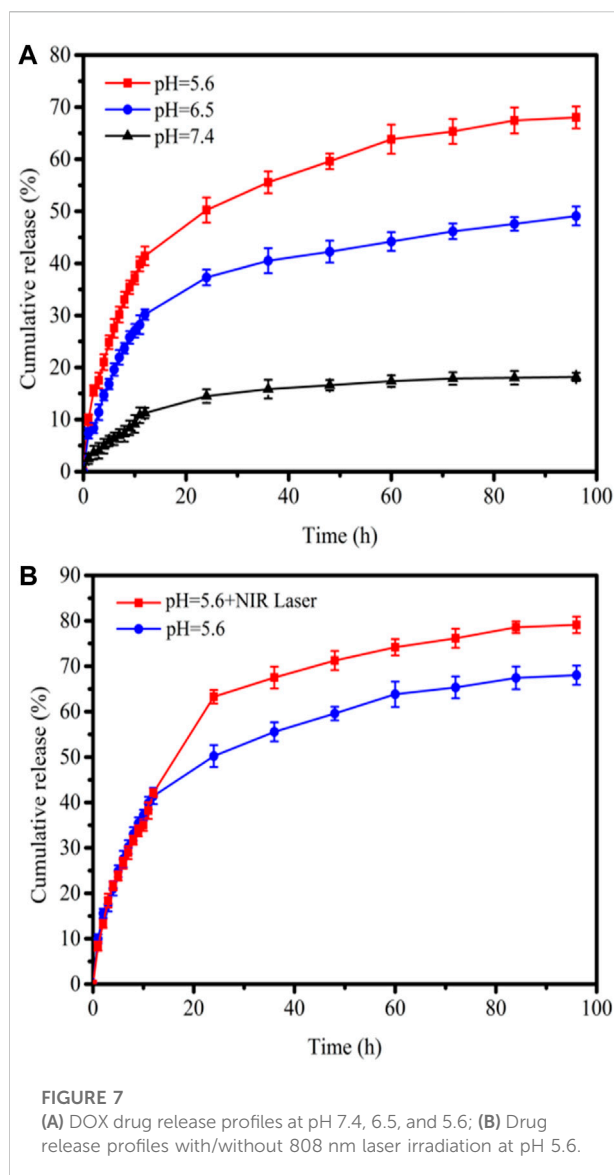 A
80
70
60
50
40
30
20
10
0
Cumulative release (%)
pH=5.6
pH=6.5
pH=7.4
0 20 40 60 80 100
Time (h)
B
90
80
70
60
50
40
30
20
10
0
Cumulative release (%)
pH=5.6+NIR Laser
pH=5.6
0 20 40 60 80 100
Time (h)
FIGURE 7
(A) DOX drug release profiles at pH 7.4, 6.5, and 5.6; (B) Drug
release profiles with/without 808 nm laser irradiation at pH 5.6.